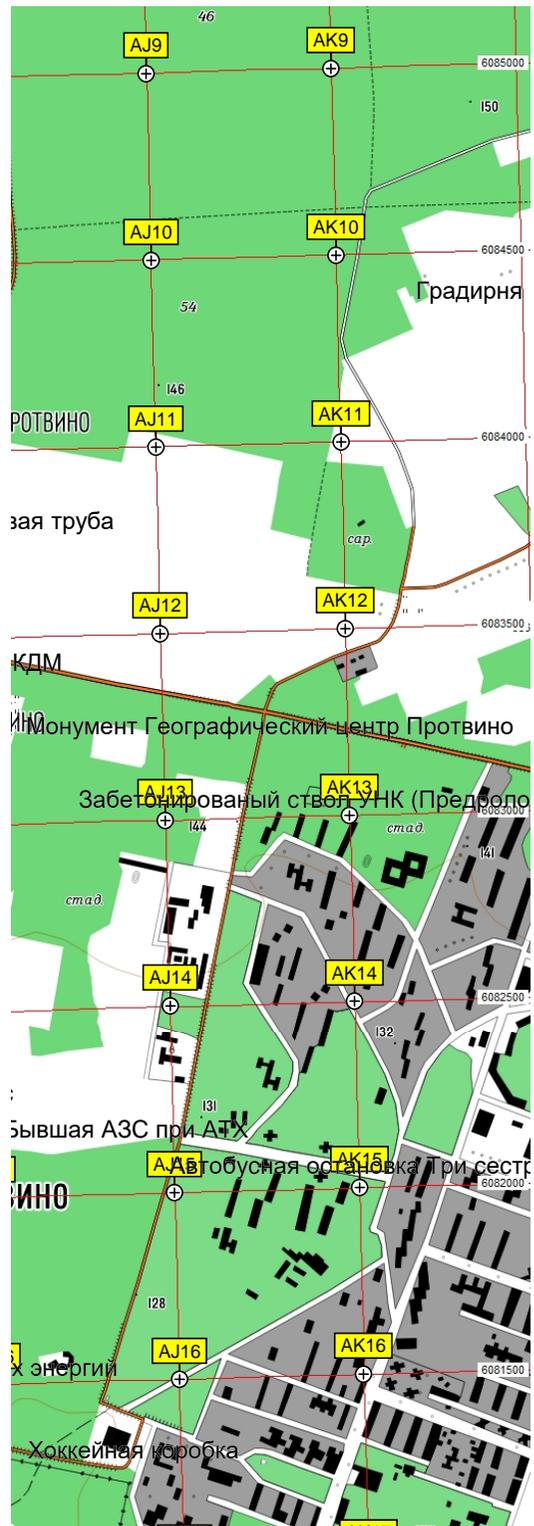 46
AJ9
AK9
6085000
150
AJ10
AK10
6084500
Градирня
54
146
AJ11
AK11
РОТВИНО
6084000
вая труба
сар.
AJ12
AK12
6083500
КДМ
Монумент Географический центр Протвино
AJ13
AK13
Забетонированый ствол УНК (Предполо
6083000
144
стад.
141
стад.
AJ14
AK14
6082500
132
131
Бывшая АЗС при АТХ
AJ15
AK15
Автобусная остановка Три сестр
6082000
ВИНО
128
AJ16
AK16
х энергий
6081500
Хоккейная коробка